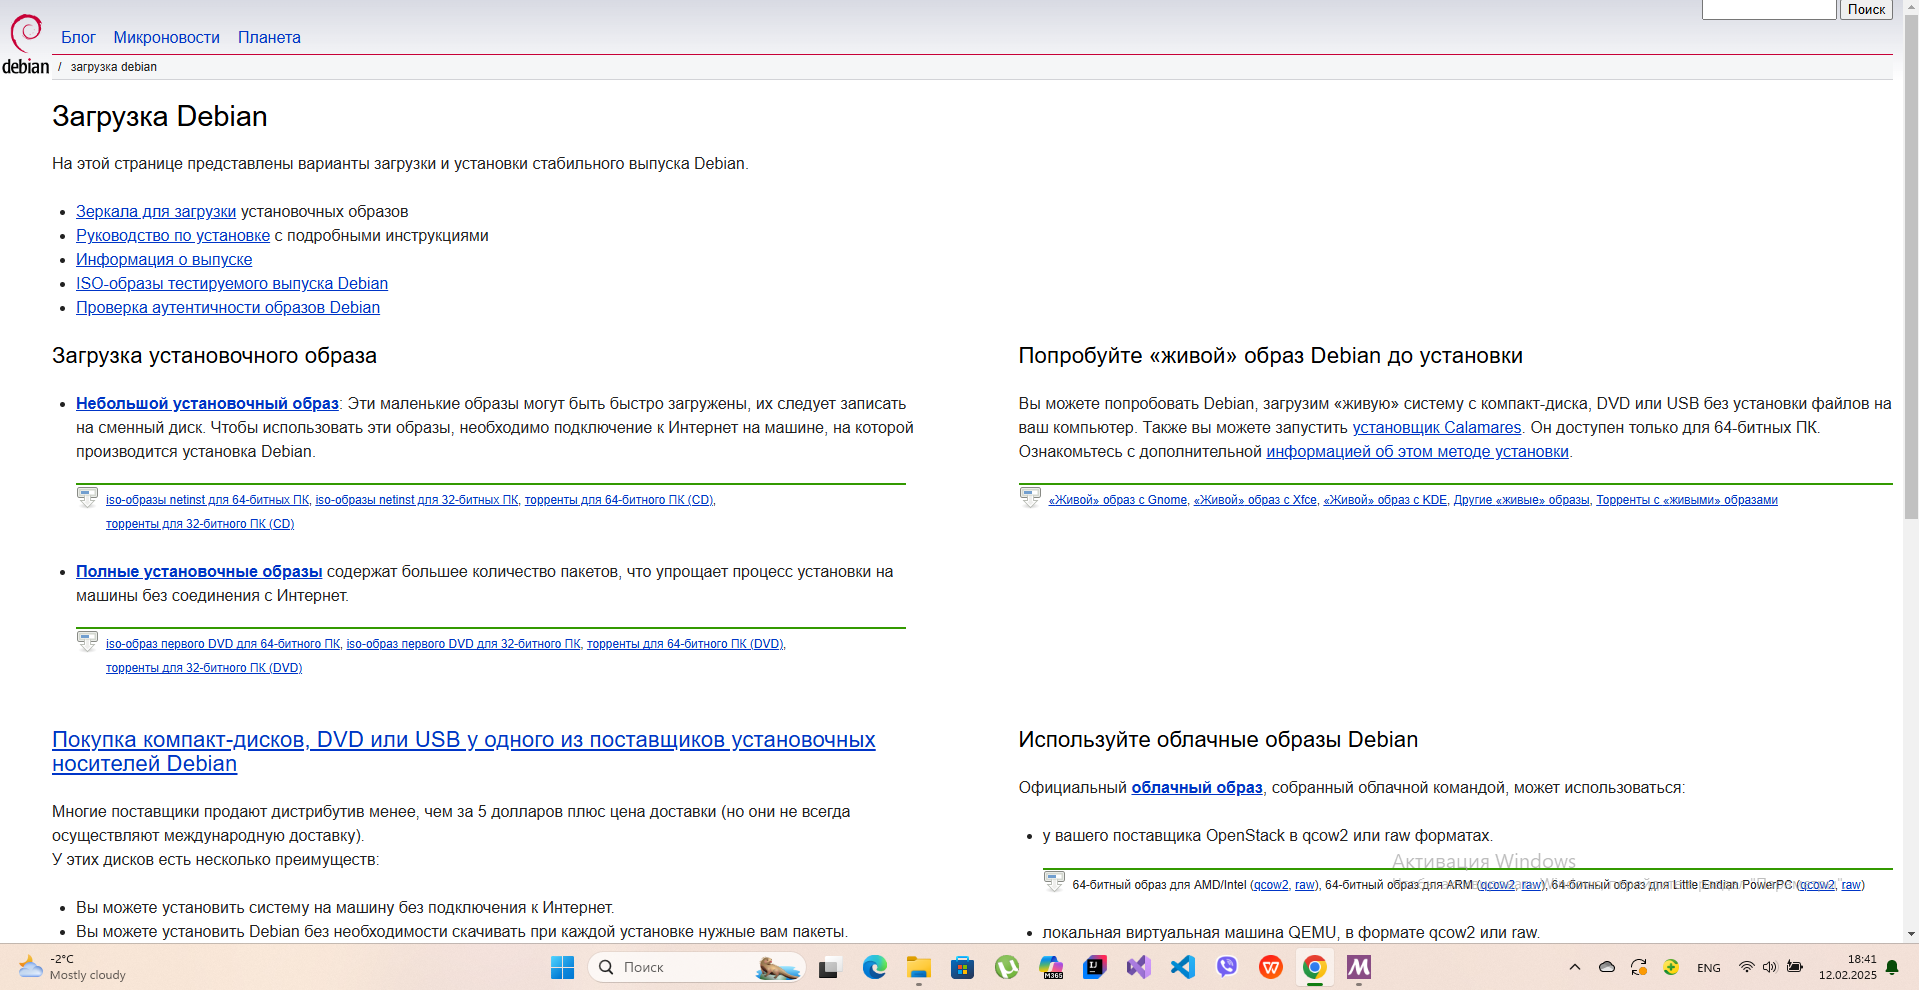 Поиск
Блог Микроновости Планета
debian / загрузка debian
Загрузка Debian
На этой странице представлены варианты загрузки и установки стабильного выпуска Debian.
Зеркала для загрузки установочных образов
Руководство по установке с подробными инструкциями
Информация о выпуске
ISO-образы тестируемого выпуска Debian
Проверка аутентичности образов Debian
Загрузка установочного образа
Небольшой установочный образ: Эти маленькие образы могут быть быстро загружены, их следует записать
на сменный диск. Чтобы использовать эти образы, необходимо подключение к Интернет на машине, на которой
производится установка Debian.
iso-образы netinst для 64-битных ПК, iso-образы netinst для 32-битных ПК, торренты для 64-битного ПК (CD),
торренты для 32-битного ПК (CD)
Полные установочные образы содержат большее количество пакетов, что упрощает процесс установки на
машины без соединения с Интернет.
iso-образ первого DVD для 64-битного ПК, iso-образ первого DVD для 32-битного ПК, торренты для 64-битного ПК (DVD),
торренты для 32-битного ПК (DVD)
Попробуйте «живой» образ Debian до установки
Вы можете попробовать Debian, загрузим «живую» систему с компакт-диска, DVD или USB без установки файлов на
ваш компьютер. Также вы можете запустить установщик Calamares. Он доступен только для 64-битных ПК.
Ознакомьтесь с дополнительной информацией об этом методе установки.
«Живой» образ с Gnome, «Живой» образ с Xfce, «Живой» образ с KDE, Другие «живые» образы, Торренты с «живыми» образами
Покупка компакт-дисков, DVD или USB у одного из поставщиков установочных
носителей Debian
Многие поставщики продают дистрибутив менее, чем за 5 долларов плюс цена доставки (но они не всегда
осуществляют международную доставку).
У этих дисков есть несколько преимуществ:
Вы можете установить систему на машину без подключения к Интернет.
Вы можете установить Debian без необходимости скачивать при каждой установке нужные вам пакеты.
Используйте облачные образы Debian
Официальный облачный образ, собранный облачной командой, может использоваться:
у вашего поставщика OpenStack в qcow2 или raw форматах.
Активация Windows
64-битный образ для AMD/Intel (qcow2, raw), 64-битный образ для ARM (qcow2, raw), 64-битный образ для Little Endian PowerPC (qcow2, raw)
локальная виртуальная машина QEMU, в формате qcow2 или raw.
-2°C
Mostly cloudy
Поиск
M365
ENG
18:41
12.02.2025